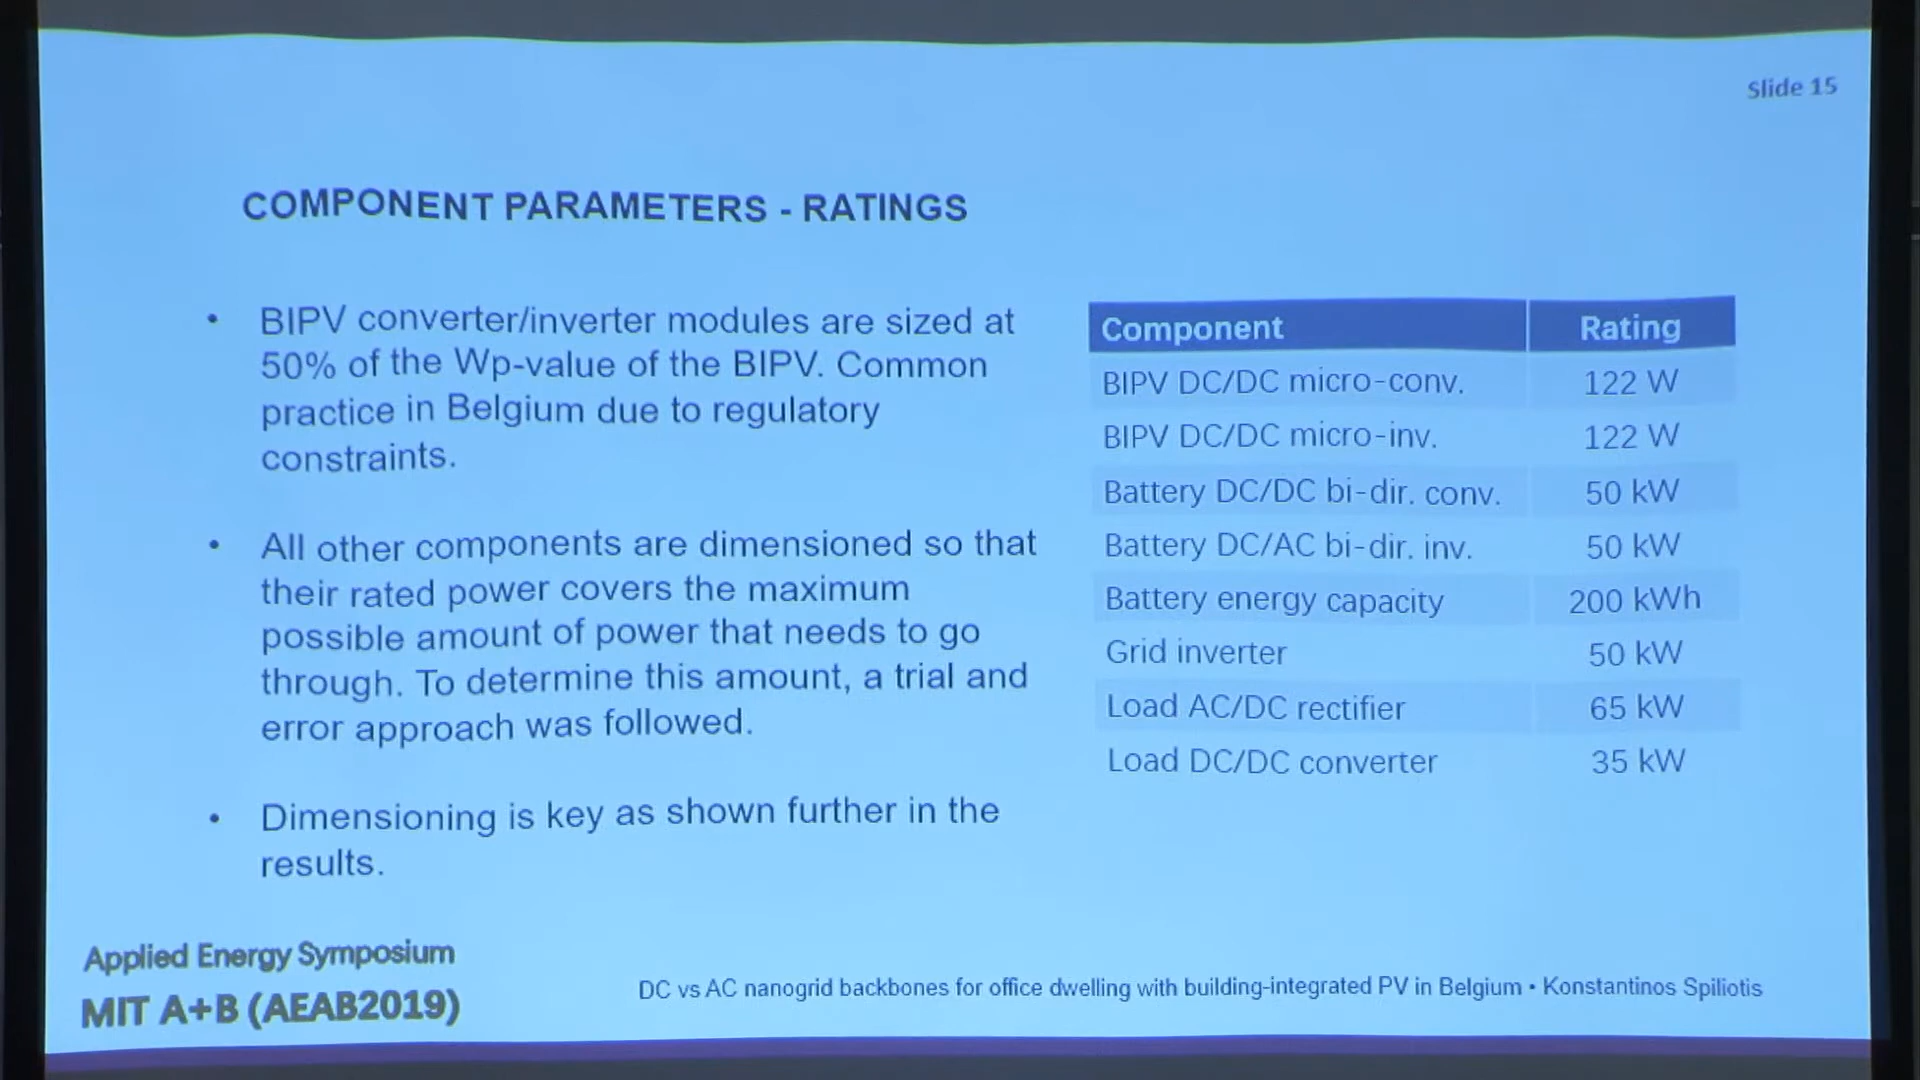 Slide 15
COMPONENT PARAMETERS - RATINGS
• BIPV converter/inverter modules are sized at
50% of the Wp-value of the BIPV. Common
practice in Belgium due to regulatory
constraints.
• All other components are dimensioned so that
their rated power covers the maximum
possible amount of power that needs to go
through. To determine this amount, a trial and
error approach was followed.
• Dimensioning is key as shown further in the
results.
Component Rating
BIPV DC/DC micro-conv. 122 W
BIPV DC/DC micro-inv. 122 W
Battery DC/DC bi-dir. conv. 50 kW
Battery DC/AC bi-dir. inv. 50 kW
Battery energy capacity 200 kWh
Grid inverter 50 kW
Load AC/DC rectifier 65 kW
Load DC/DC converter 35 kW
Applied Energy Symposium
MIT A+B (AEAB2019)
DC vs AC nanogrid backbones for office dwelling with building-integrated PV in Belgium • Konstantinos Spiliotis